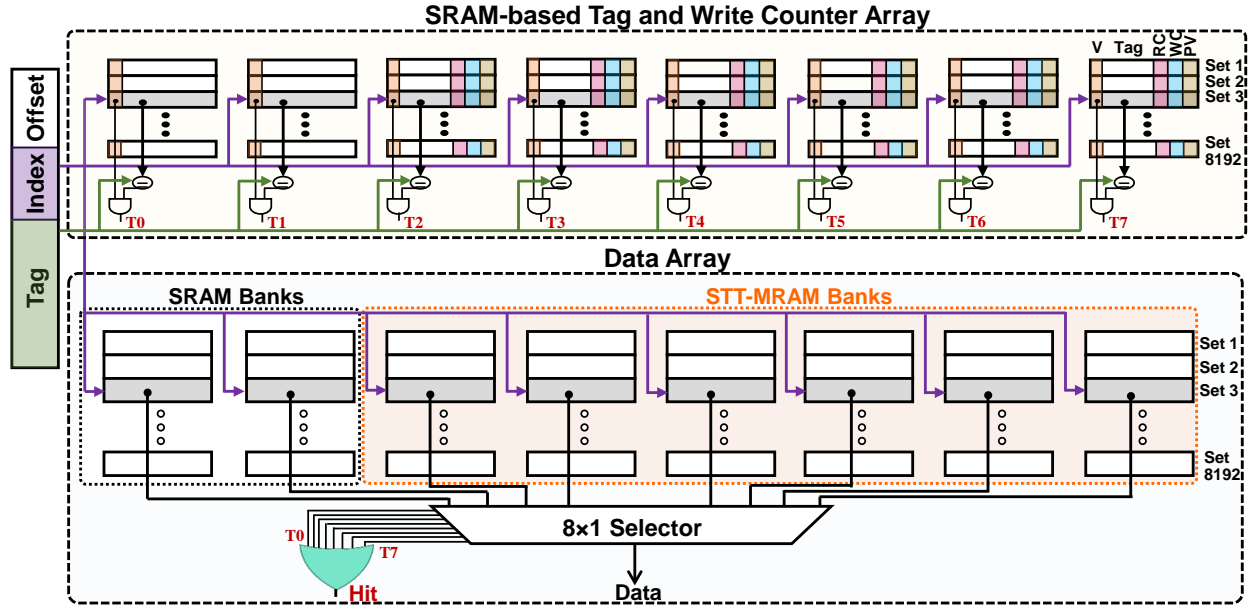 SRAM-based Tag and Write Counter Array
V Tag RC WC PV
Set 1
Set 2
Set 3
Set
8192
Offset
Index
Tag
=
=
=
=
=
=
=
=
T0
T1
T2
T3
T4
T5
T6
T7
Data Array
SRAM Banks
STT-MRAM Banks
Set 1
Set 2
Set 3
Set
8192
8×1 Selector
T0
T7
Hit
Data